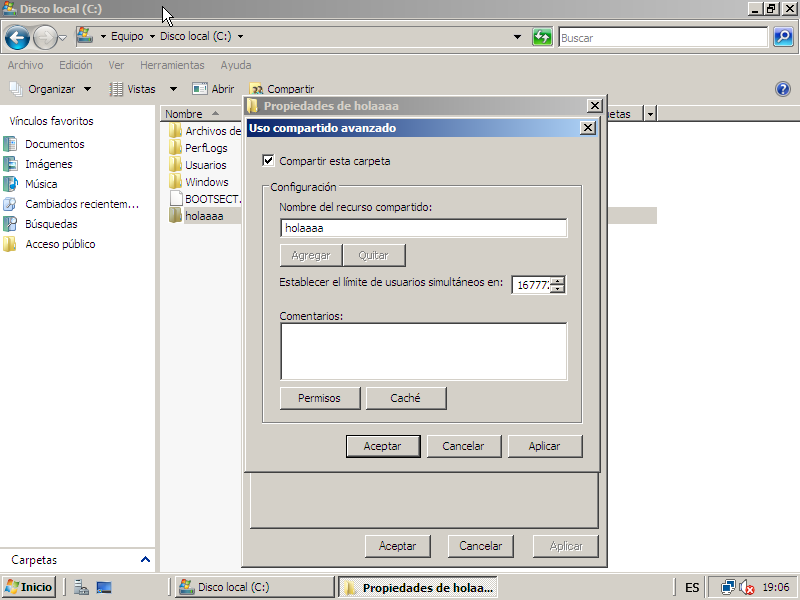 Disco local (C:)
Equipo
Disco local (C:)
Buscar
Archivo Edición Ver Herramientas Ayuda
Organizar Vistas Abrir Compartir
Vínculos favoritos
Documentos
Imágenes
Música
Cambiados recientem...
Búsquedas
Acceso público
Carpetas
Nombre
Archivos de
PerfLogs
Usuarios
Windows
BOOTSECT.
holaaaa
Propiedades de holaaaa
Uso compartido avanzado
Compartir esta carpeta
Configuración
Nombre del recurso compartido:
holaaaa
Agregar Quitar
Establecer el límite de usuarios simultáneos en:
Comentarios:
Permisos Caché
Aceptar Cancelar Aplicar
Aceptar Cancelar Aplicar
Inicio
Disco local (C:)
Propiedades de holaa...
ES
19:06